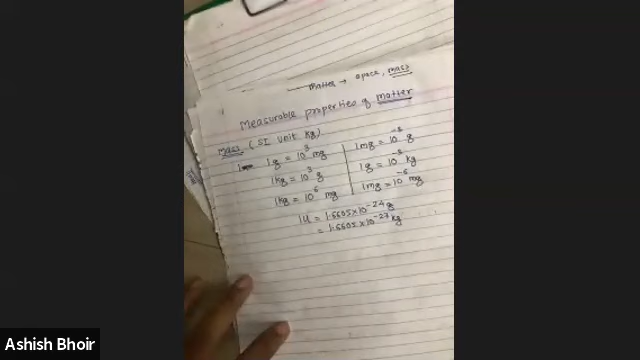 matter → space, mass
Measurable properties of matter
Mass (SI unit kg)
1g = 10³ mg
1mg = 10⁻³ g
1kg = 10³ g
1g = 10⁻³ kg
1kg = 10⁶ mg
1mg = 10⁻⁶ mg
1u = 1.6605×10⁻²⁴ g
= 1.6605×10⁻²⁷ kg
Ashish Bhoir